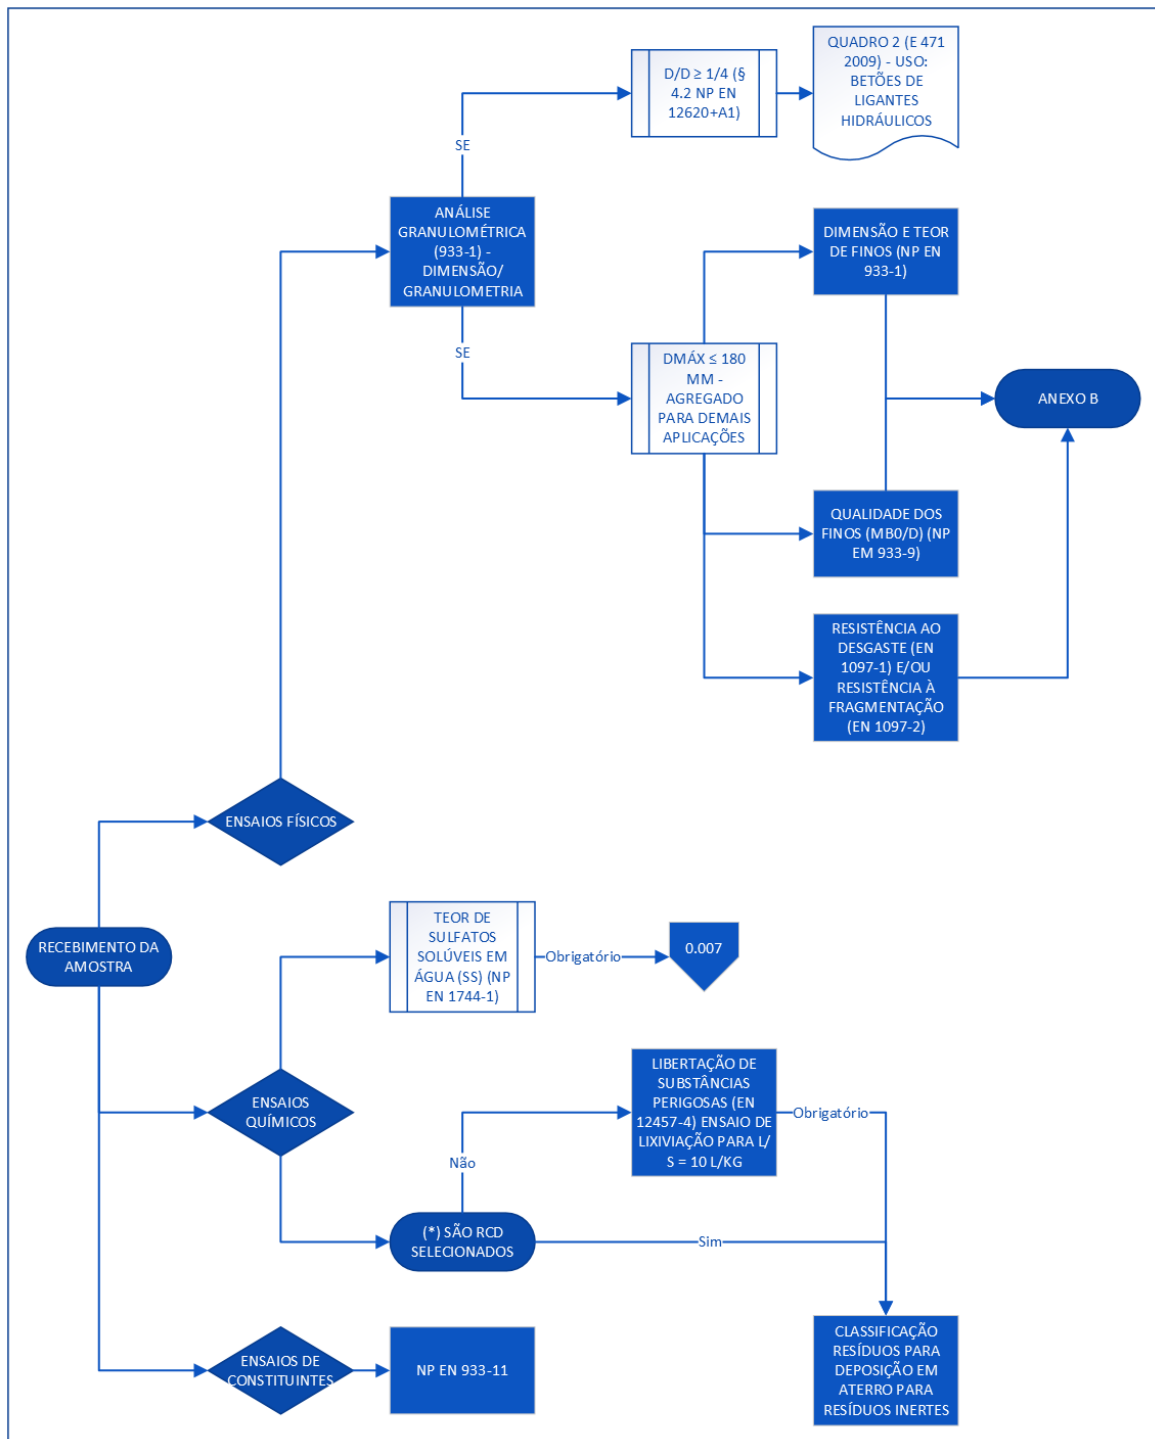 D/D ≥ 1/4 (§
4.2 NP EN
12620+A1)
QUADRO 2 (E 471
2009) - USO:
BETÕES DE
LIGANTES
HIDRÁULICOS
SE
ANÁLISE
GRANULOMÉTRICA
(933-1) -
DIMENSÃO/
GRANULOMETRIA
SE
DIMENSÃO E TEOR
DE FINOS (NP EN
933-1)
DMÁX ≤ 180
MM -
AGREGADO
PARA DEMAIS
APLICAÇÕES
ANEXO B
QUALIDADE DOS
FINOS (MB0/D) (NP
EM 933-9)
RESISTÊNCIA AO
DESGASTE (EN
1097-1) E/OU
RESISTÊNCIA À
FRAGMENTAÇÃO
(EN 1097-2)
ENSAIOS FÍSICOS
RECEBIMENTO DA
AMOSTRA
TEOR DE
SULFATOS
SOLÚVEIS EM
ÁGUA (SS) (NP
EN 1744-1)
Obrigatório
0.007
ENSAIOS
QUÍMICOS
LIBERTAÇÃO DE
SUBSTÂNCIAS
PERIGOSAS (EN
12457-4) ENSAIO DE
LIXIVIAÇÃO PARA L/
S = 10 L/KG
Obrigatório
Não
(*) SÃO RCD
SELECIONADOS
Sim
ENSAIOS DE
CONSTITUINTES
NP EN 933-11
CLASSIFICAÇÃO
RESÍDUOS PARA
DEPOSIÇÃO EM
ATERRO PARA
RESÍDUOS INERTES